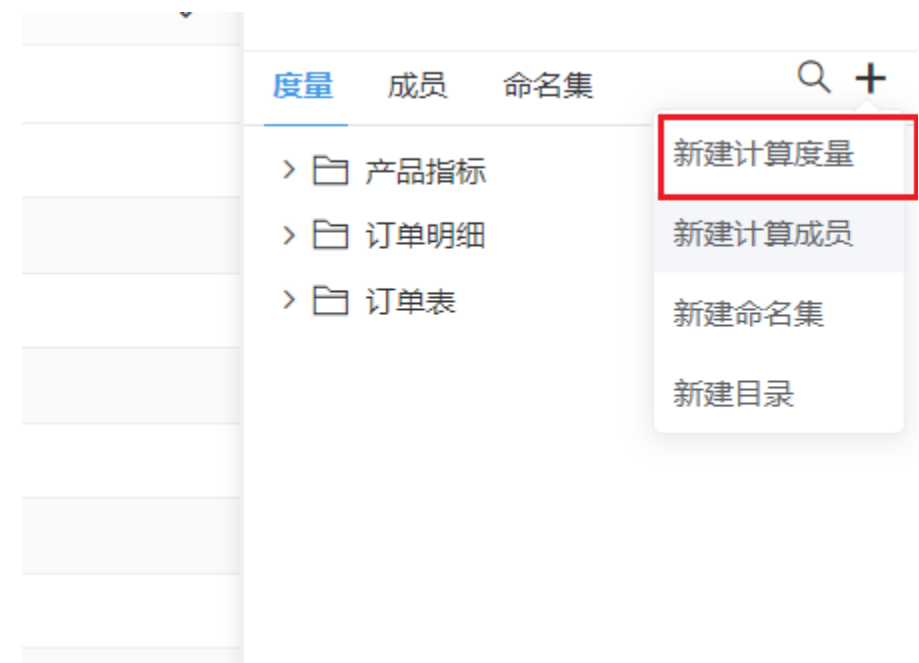 度量 成员 命名集
新建计算度量
产品指标
新建计算成员
订单明细
订单表
新建命名集
新建目录